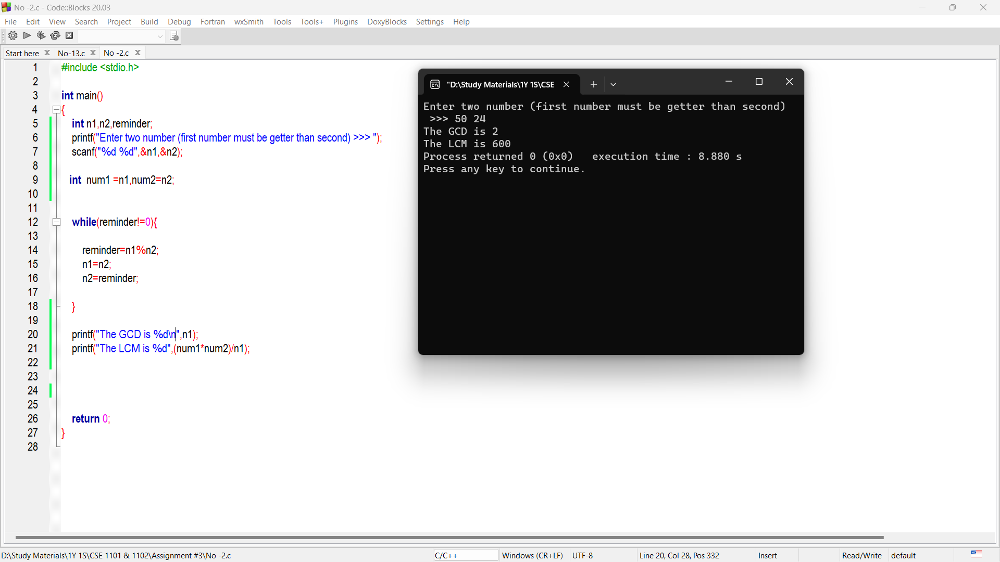 No -2.c - Code::Blocks 20.03
File Edit View Search Project Build Debug Fortran wxSmith Tools Tools+ Plugins DoxyBlocks Settings Help
Start here No-13.c No -2.c
1 #include <stdio.h>
2
3 int main()
4 {
5 int n1,n2,reminder;
6 printf("Enter two number (first number must be getter than second) >>> ");
7 scanf("%d %d",&n1,&n2);
8
9 int num1 =n1,num2=n2;
10
11
12 while(reminder!=0){
13
14 reminder=n1%n2;
15 n1=n2;
16 n2=reminder;
17
18 }
19
20 printf("The GCD is %d\n",n1);
21 printf("The LCM is %d",(num1*num2)/n1);
22
23
24
25
26 return 0;
27 }
28
"D:\Study Materials\1Y 1S\CSE
Enter two number (first number must be getter than second)
>>> 50 24
The GCD is 2
The LCM is 600
Process returned 0 (0x0) execution time : 8.880 s
Press any key to continue.
D:\Study Materials\1Y 1S\CSE 1101 & 1102\Assignment #3\No -2.c C/C++ Windows (CR+LF) UTF-8 Line 20, Col 28, Pos 332 Insert Read/Write default